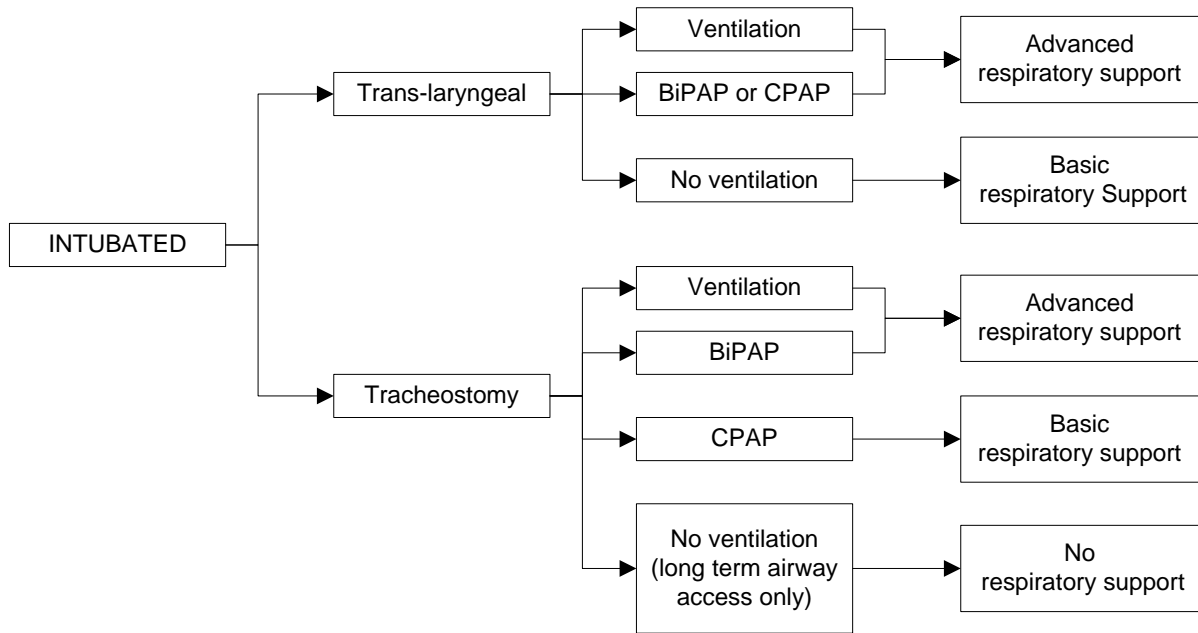 Ventilation
Advanced
respiratory support
Trans-laryngeal
BiPAP or CPAP
No ventilation
Basic
respiratory Support
INTUBATED
Ventilation
Advanced
respiratory support
BiPAP
Tracheostomy
CPAP
Basic
respiratory support
No ventilation
(long term airway
access only)
No
respiratory support